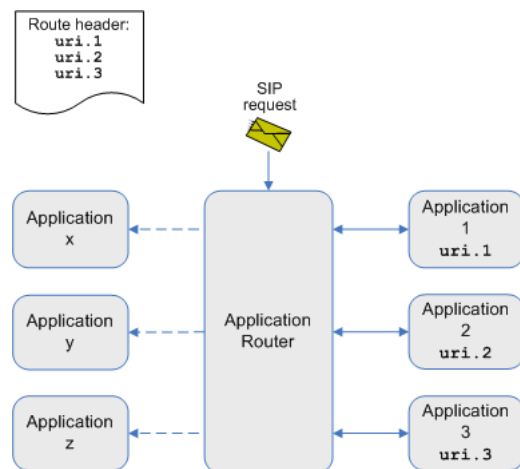 Route header:
uri.1
uri.2
uri.3
SIP
request
Application
x
Application
y
Application
z
Application
Router
Application
1
uri.1
Application
2
uri.2
Application
3
uri.3